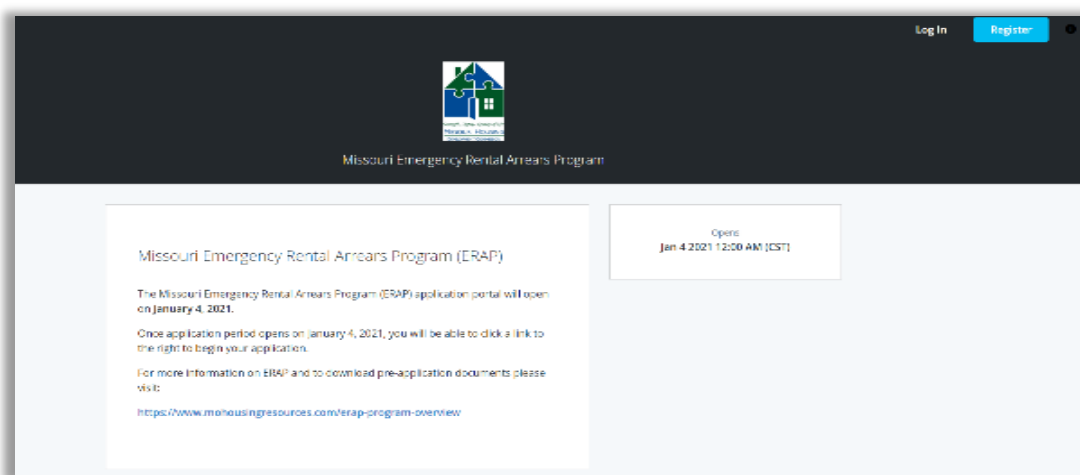 Log In
Register
Missouri Emergency Rental Arrears Program
Missouri Emergency Rental Arrears Program (ERAP)
The Missouri Emergency Rental Arrears Program (ERAP) application portal will open
on January 4, 2021.
Once application period opens on January 4, 2021, you will be able to click a link to
the right to begin your application.
For more information on ERAP and to download pre-application documents please
visit:
https://www.mohousingresources.com/erap-program-overview
Opens
Jan 4 2021 12:00 AM (CST)